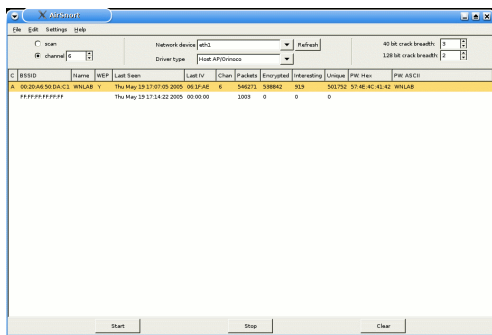 AirSnort
File Edit Settings Help
scan
channel 6
Network device eth1 Refresh
Driver type Host AP/Orinoco
40 bit crack breadth: 3
128 bit crack breadth: 2
C BSSID Name WEP Last Seen Last IV Chan Packets Encrypted Interesting Unique PW: Hex PW: ASCII
A 00:20:A6:50:DA:C1 WNLAB Y Thu May 19 17:07:05 2005 06:1F:AE 6 546271 538842 919 501752 57:4E:4C:41:42 WNLAB
FF:FF:FF:FF:FF:FF Thu May 19 17:14:22 2005 00:00:00 1003 0 0 0
Start Stop Clear